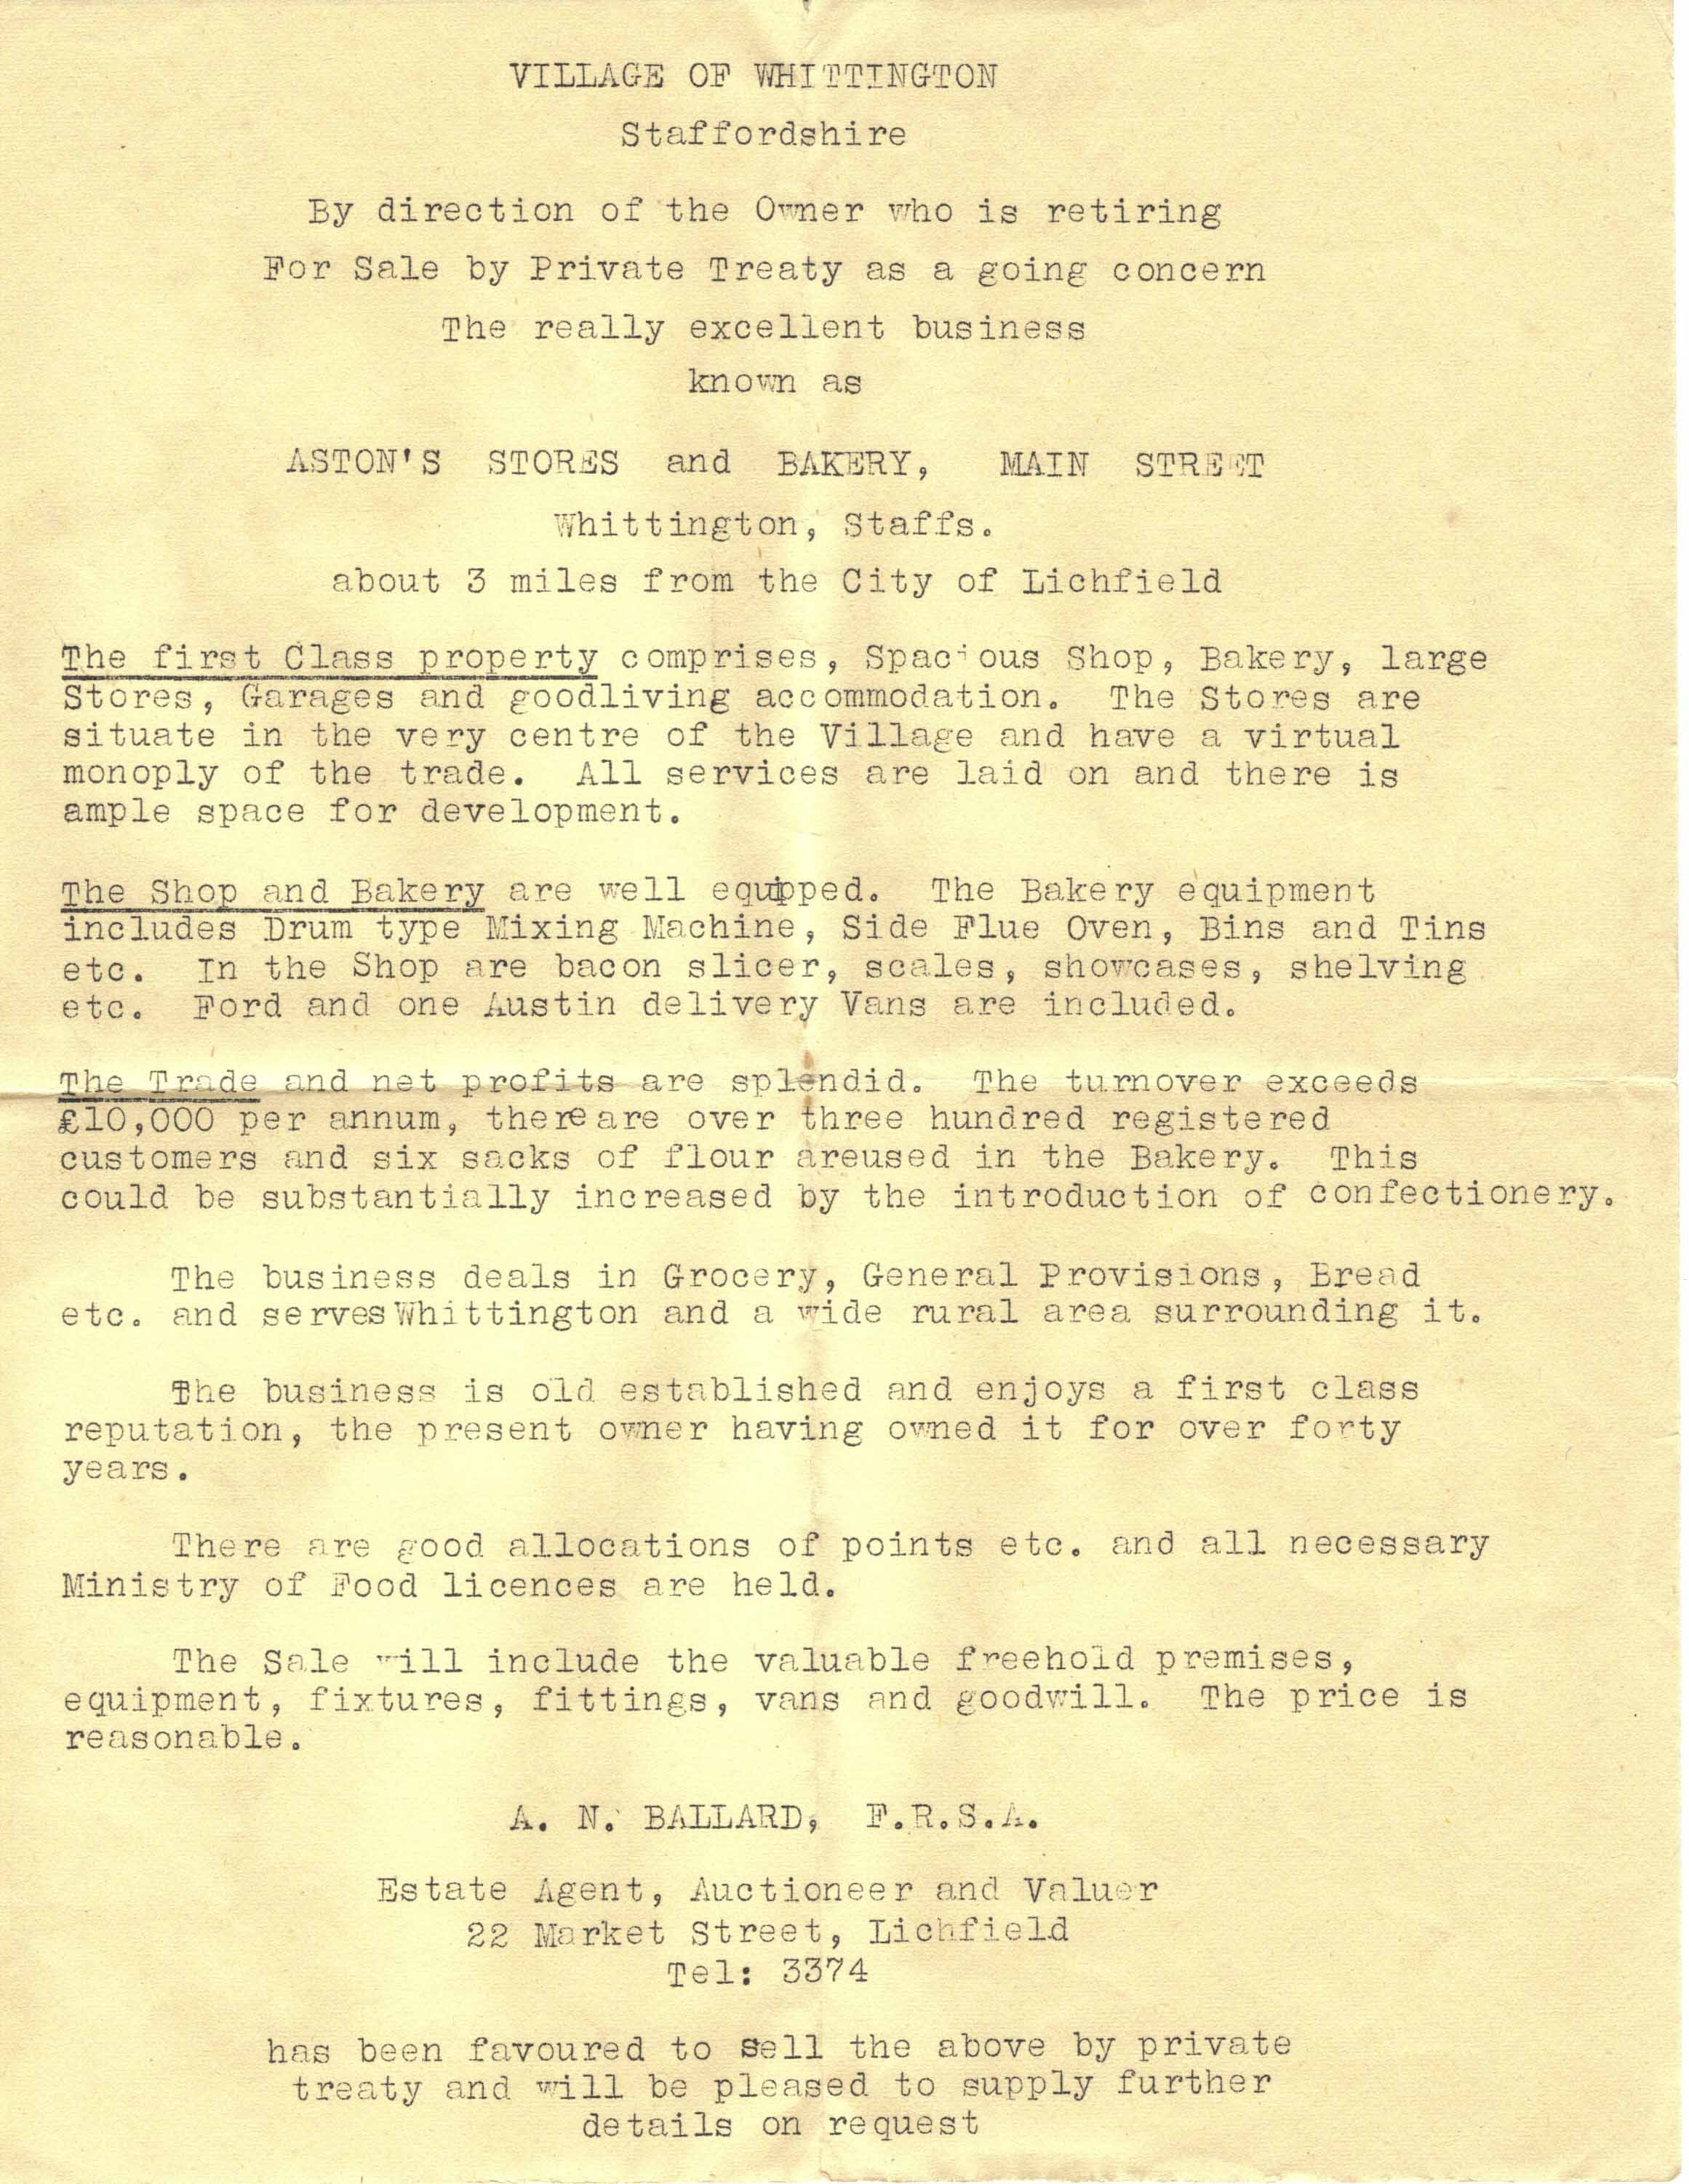 VILLAGE OF WHITTINGTON
Staffordshire
By direction of the Owner who is retiring
For Sale by Private Treaty as a going concern
The really excellent business
known as
ASTON'S STORES and BAKERY, MAIN STREET
Whittington, Staffs.
about 3 miles from the City of Lichfield
The first Class property comprises, Spacious Shop, Bakery, large
Stores, Garages and goodliving accommodation. The Stores are
situate in the very centre of the Village and have a virtual
monoply of the trade. All services are laid on and there is
ample space for development.
The Shop and Bakery are well equipped. The Bakery equipment
includes Drum type Mixing Machine, Side Flue Oven, Bins and Tins
etc. In the Shop are bacon slicer, scales, showcases, shelving
etc. Ford and one Austin delivery Vans are included.
The Trade and net profits are splendid. The turnover exceeds
£10,000 per annum, there are over three hundred registered
customers and six sacks of flour areused in the Bakery. This
could be substantially increased by the introduction of confectionery.
The business deals in Grocery, General Provisions, Bread
etc. and serves Whittington and a wide rural area surrounding it.
The business is old established and enjoys a first class
reputation, the present owner having owned it for over forty
years.
There are good allocations of points etc. and all necessary
Ministry of Food licences are held.
The Sale will include the valuable freehold premises,
equipment, fixtures, fittings, vans and goodwill. The price is
reasonable.
A. N. BALLARD, F.R.S.A.
Estate Agent, Auctioneer and Valuer
22 Market Street, Lichfield
Tel: 3374
has been favoured to sell the above by private
treaty and will be pleased to supply further
details on request